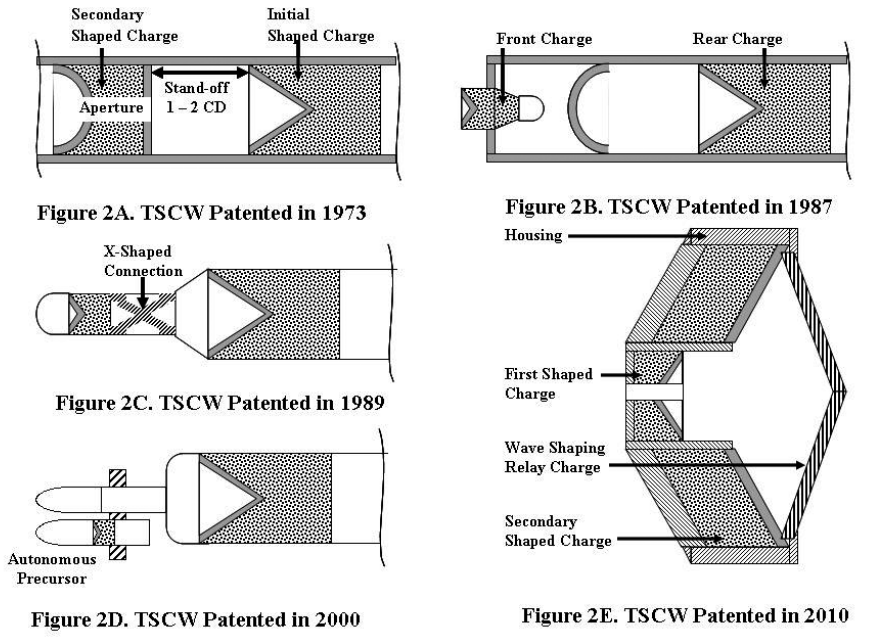 Secondary
Shaped Charge
Initial
Shaped Charge
Aperture
Stand-off
1 – 2 CD
Figure 2A. TSCW Patented in 1973
Front Charge
Rear Charge
Figure 2B. TSCW Patented in 1987
X-Shaped
Connection
Figure 2C. TSCW Patented in 1989
Autonomous
Precursor
Figure 2D. TSCW Patented in 2000
Housing
First Shaped
Charge
Wave Shaping
Relay Charge
Secondary
Shaped Charge
Figure 2E. TSCW Patented in 2010